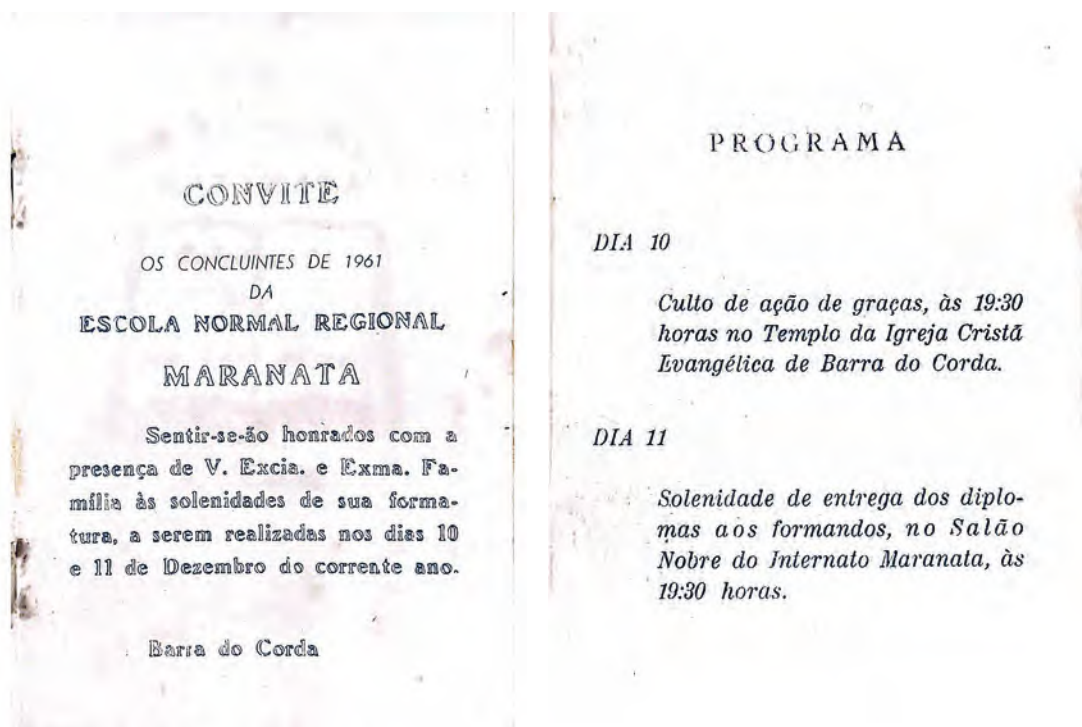 CONVITE
OS CONCLUINTES DE 1961
DA
ESCOLA NORMAL REGIONAL
MARANATA
Sentir-se-ão honrados com a
presença de V. Excia. e Exma. Fa-
mília às solenidades de sua forma-
tura, a serem realizadas nos dias 10
e 11 de Dezembro do corrente ano.
Barra do Corda
PROGRAMA
DIA 10
Culto de ação de graças, às 19:30
horas no Templo da Igreja Cristã
Evangélica de Barra do Corda.
DIA 11
Solenidade de entrega dos diplo-
mas aos formandos, no Salão
Nobre do Internato Maranata, às
19:30 horas.